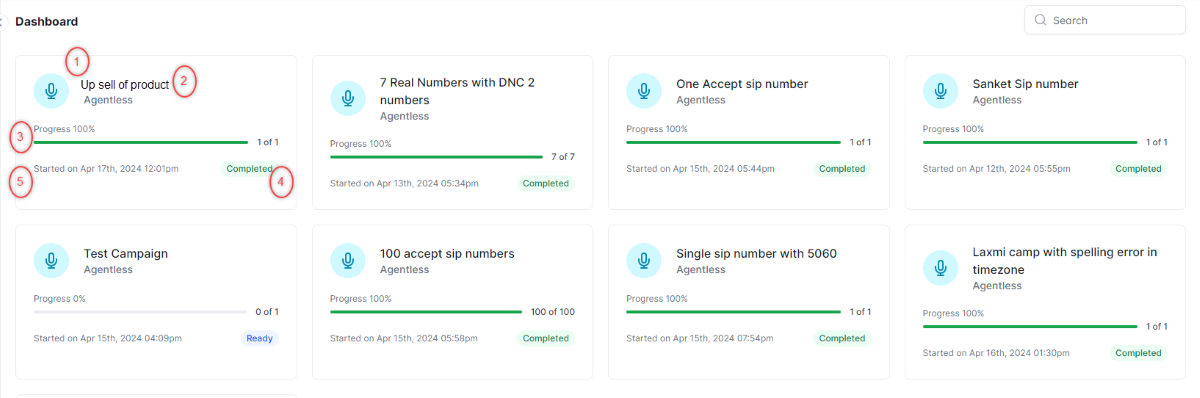 Dashboard
Search
1
Up sell of product 2
Agentless
3 Progress 100%
1 of 1
Started on Apr 17th, 2024 12:01pm
Completed
4
5
7 Real Numbers with DNC 2
numbers
Agentless
Progress 100%
7 of 7
Started on Apr 13th, 2024 05:34pm
Completed
One Accept sip number
Agentless
Progress 100%
1 of 1
Started on Apr 15th, 2024 05:44pm
Completed
Sanket Sip number
Agentless
Progress 100%
1 of 1
Started on Apr 12th, 2024 05:55pm
Completed
Test Campaign
Agentless
Progress 0%
0 of 1
Started on Apr 15th, 2024 04:09pm
Ready
100 accept sip numbers
Agentless
Progress 100%
100 of 100
Started on Apr 15th, 2024 05:58pm
Completed
Single sip number with 5060
Agentless
Progress 100%
1 of 1
Started on Apr 15th, 2024 07:54pm
Completed
Laxmi camp with spelling error in
timezone
Agentless
Progress 100%
1 of 1
Started on Apr 16th, 2024 01:30pm
Completed